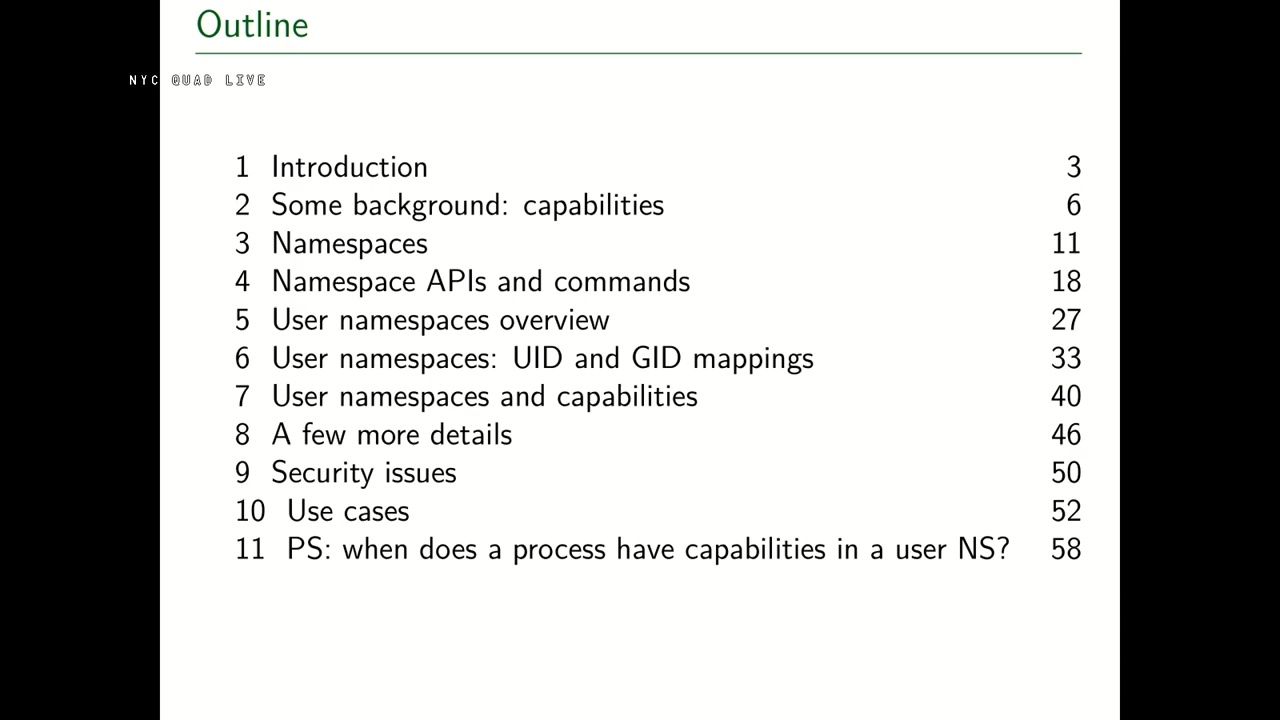 Outline
NYC QUAD LIVE
1 Introduction 3
2 Some background: capabilities 6
3 Namespaces 11
4 Namespace APIs and commands 18
5 User namespaces overview 27
6 User namespaces: UID and GID mappings 33
7 User namespaces and capabilities 40
8 A few more details 46
9 Security issues 50
10 Use cases 52
11 PS: when does a process have capabilities in a user NS? 58